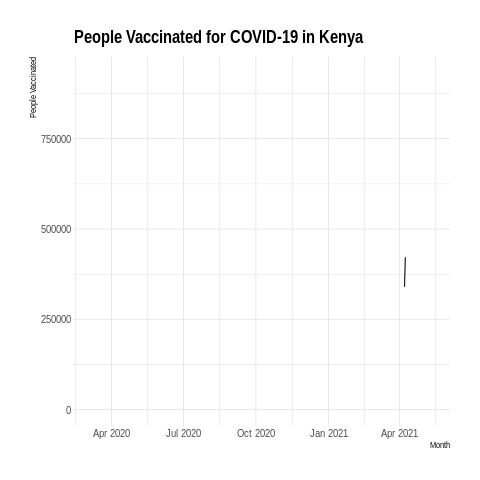 People Vaccinated for COVID-19 in Kenya
People Vaccinated
750000
500000
250000
0
Apr 2020 Jul 2020 Oct 2020 Jan 2021 Apr 2021
Month